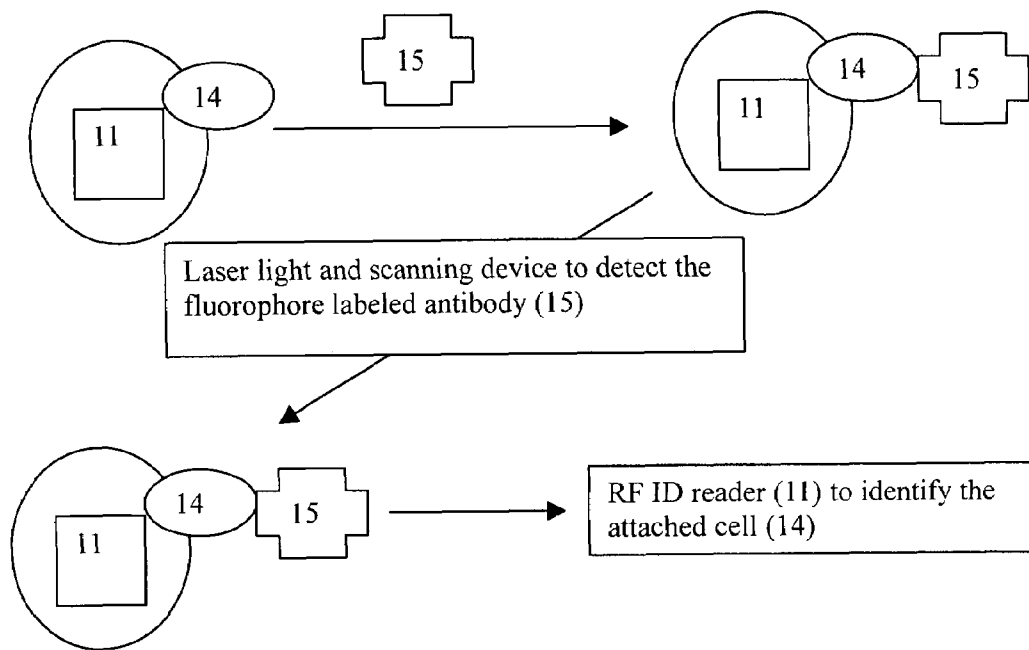 15
14
11
14
15
11
Laser light and scanning device to detect the
fluorophore labeled antibody (15)
14
15
11
RF ID reader (11) to identify the
attached cell (14)